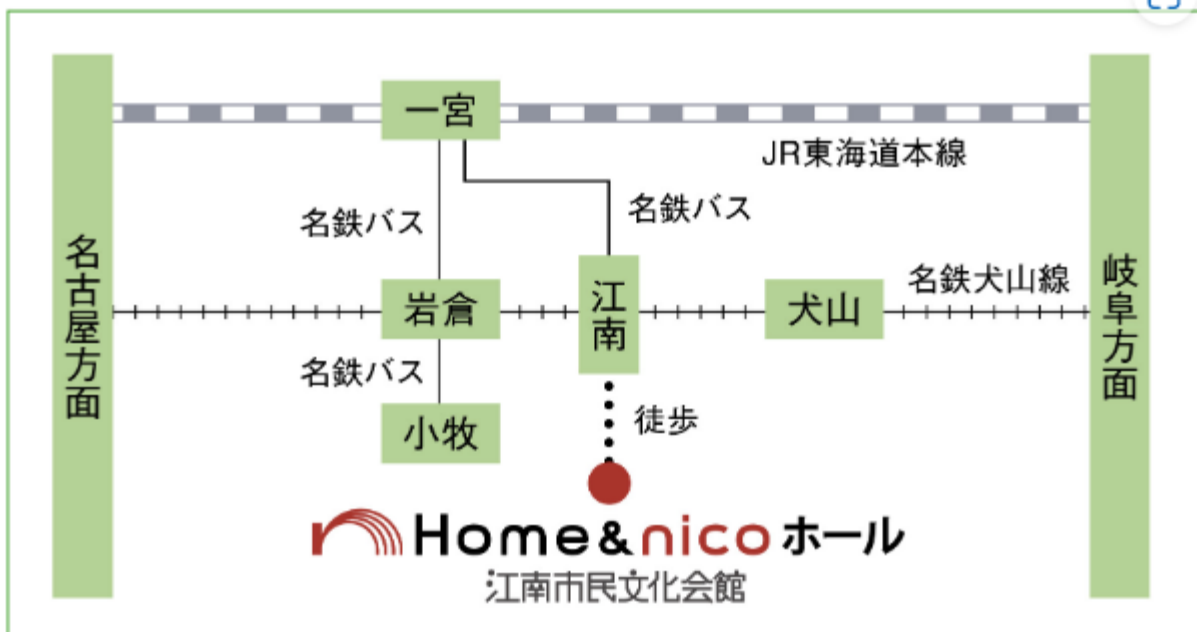 一宮
JR東海道本線
名鉄バス
名鉄バス
名古屋方面
岩倉
江南
犬山
名鉄犬山線
岐阜方面
名鉄バス
小牧
徒歩
Home&nicoホール
江南市民文化会館